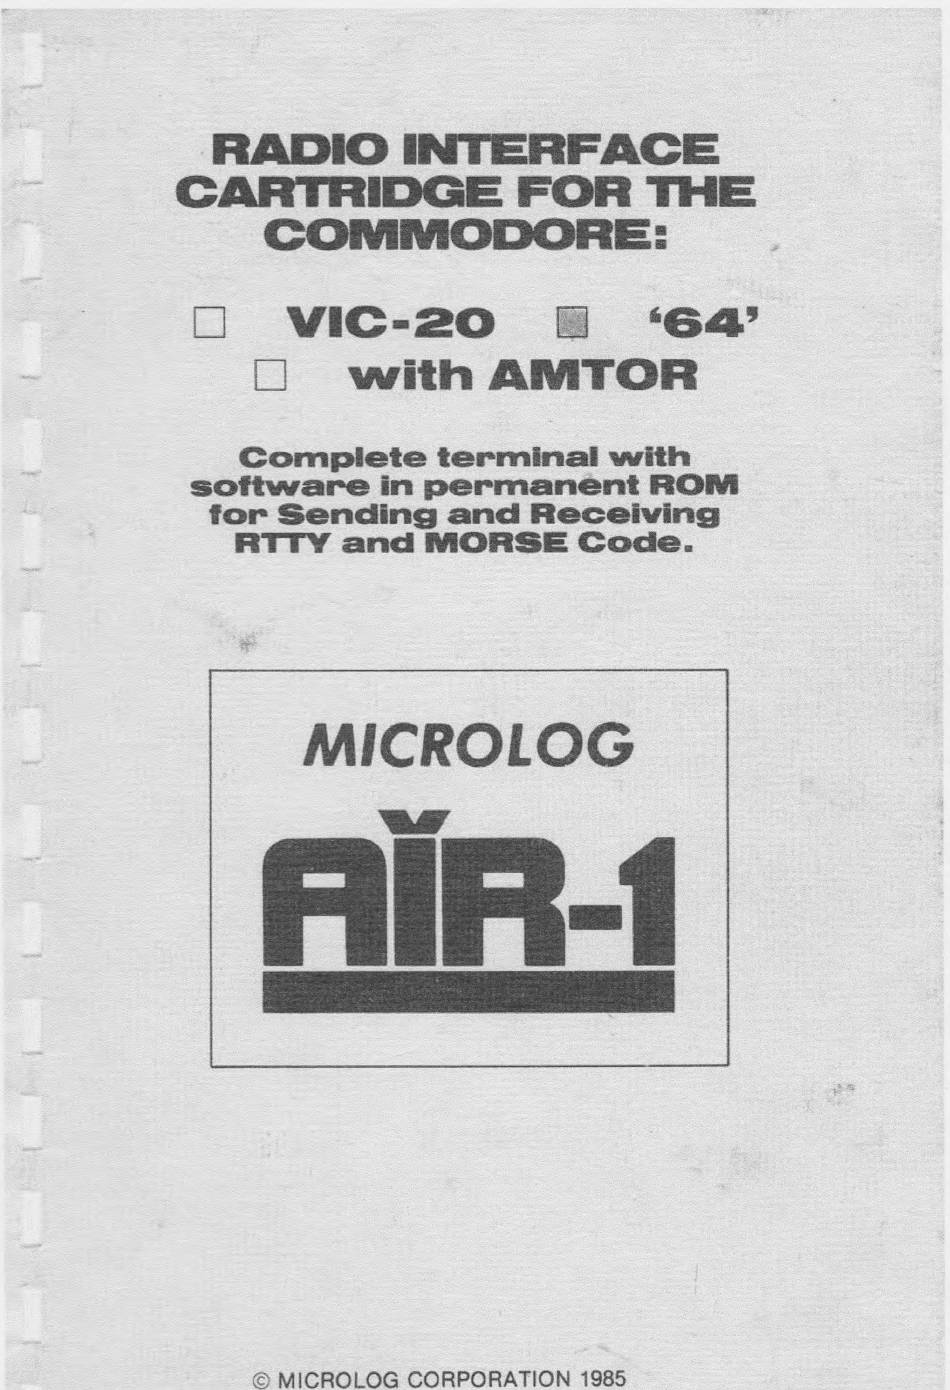 RADIO INTERFACE
CARTRIDGE FOR THE
COMMODORE:
VIC-20 ‘64’
with AMTOR
Complete terminal with
software in permanent ROM
for Sending and Receiving
RTTY and MORSE Code.
MICROLOG
AIR-1
© MICROLOG CORPORATION 1985